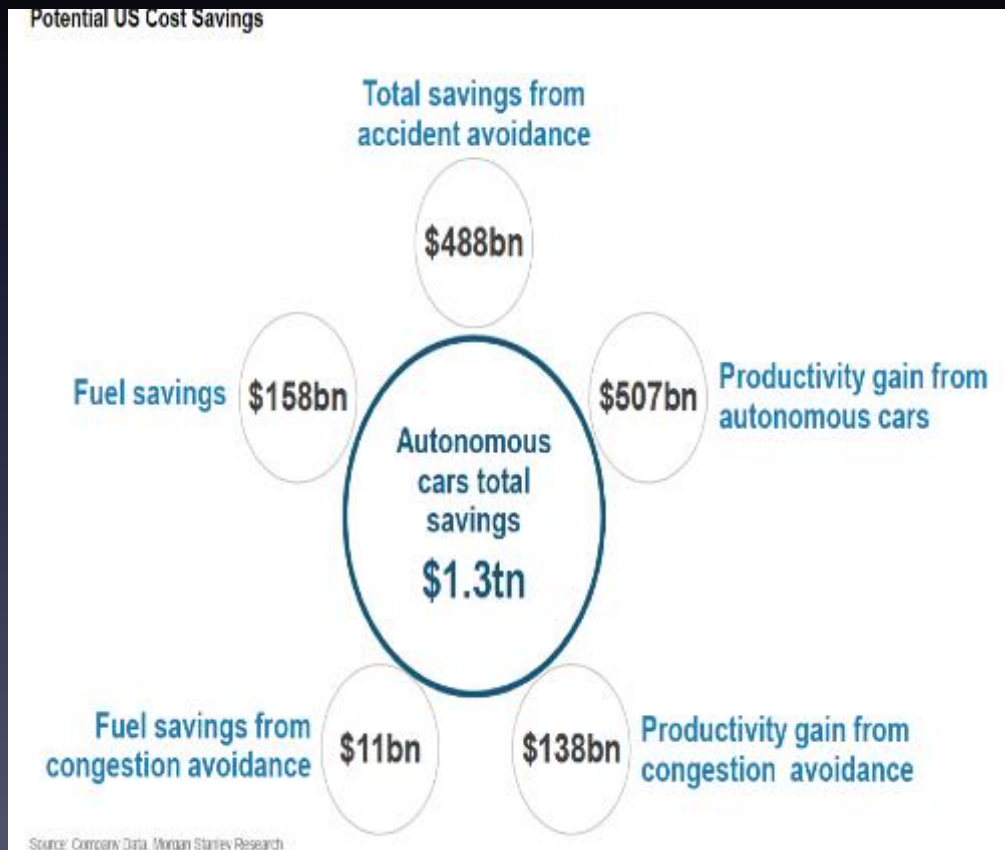 Potential US Cost Savings
Total savings from
accident avoidance
$488bn
Fuel savings
$158bn
$507bn
Productivity gain from
autonomous cars
Autonomous
cars total
savings
$1.3tn
Fuel savings from
congestion avoidance
$11bn
$138bn
Productivity gain from
congestion avoidance
Source: Company Data, Morgan Stanley Research